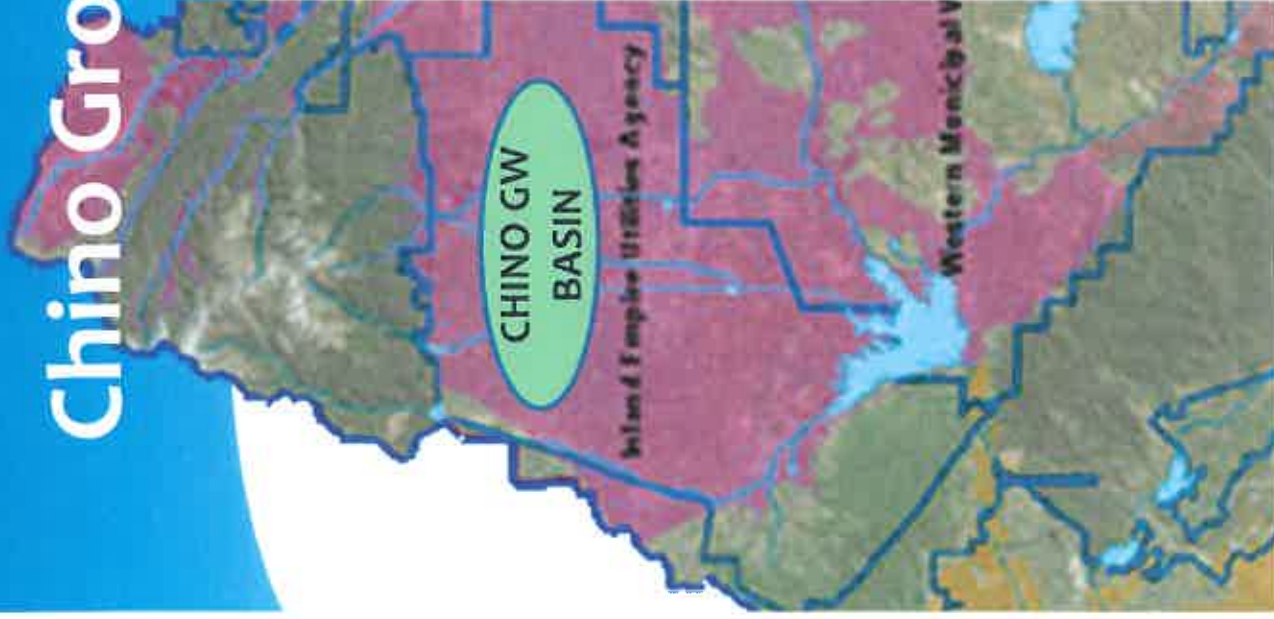 Chino Gro
CHINO GW
BASIN
Inland Empire Utilities Agency
Western Municipal W